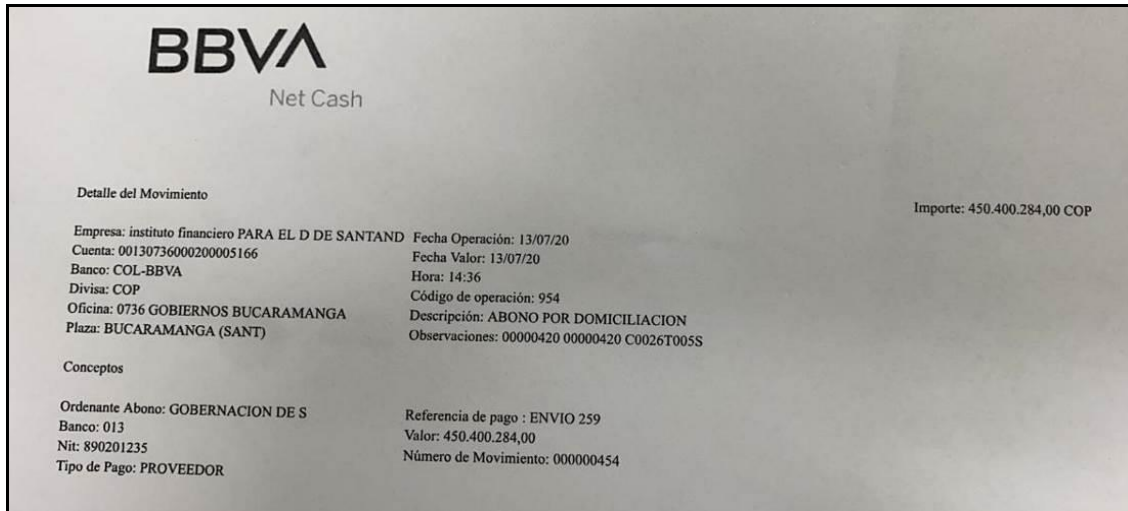 BBVA
Net Cash
Detalle del Movimiento
Importe: 450.400.284,00 COP
Empresa: instituto financiero PARA EL D DE SANTAND
Cuenta: 00130736000200005166
Banco: COL-BBVA
Divisa: COP
Oficina: 0736 GOBIERNOS BUCARAMANGA
Plaza: BUCARAMANGA (SANT)
Fecha Operación: 13/07/20
Fecha Valor: 13/07/20
Hora: 14:36
Código de operación: 954
Descripción: ABONO POR DOMICILIACION
Observaciones: 00000420 00000420 C0026T005S
Conceptos
Ordenante Abono: GOBERNACION DE S
Banco: 013
Nit: 890201235
Tipo de Pago: PROVEEDOR
Referencia de pago : ENVIO 259
Valor: 450.400.284,00
Número de Movimiento: 000000454